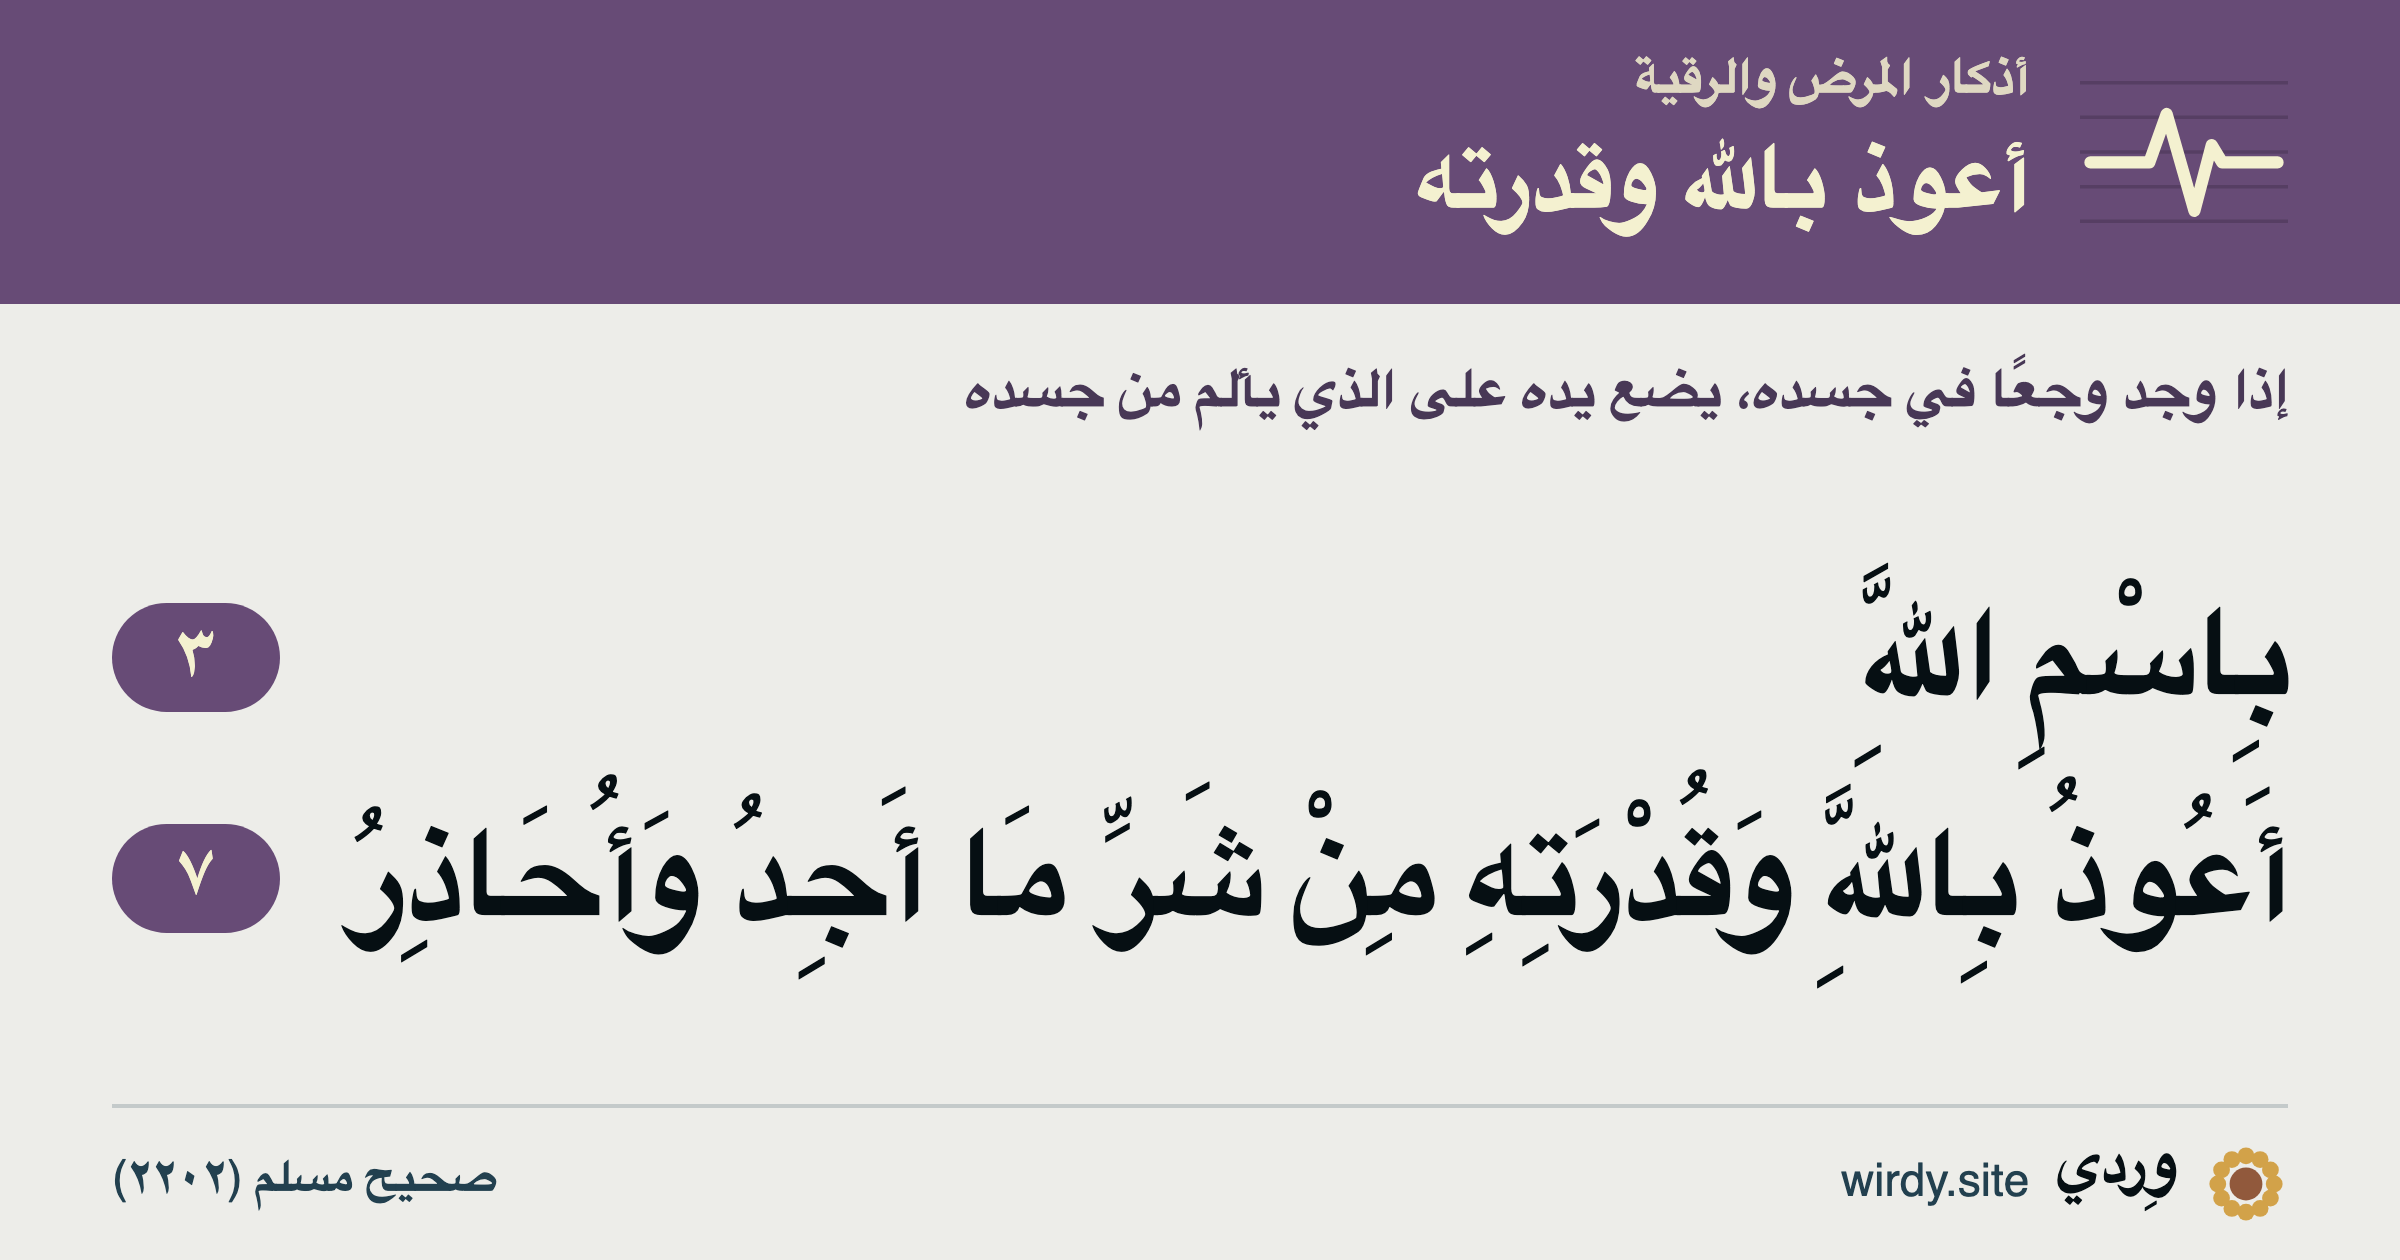 أذكار المرض والرقية
أعوذ بالله وقدرته
إذا وجد وجعًا في جسده، يضع يده على الذي يألم من جسده
بِاسْمِ اللَّهِ
٣
أَعُوذُ بِاللَّهِ وَقُدْرَتِهِ مِنْ شَرِّ مَا أَجِدُ وَأُحَاذِرُ
٧
وِردي wirdy.site
صحيح مسلم (٢٢٠٢)